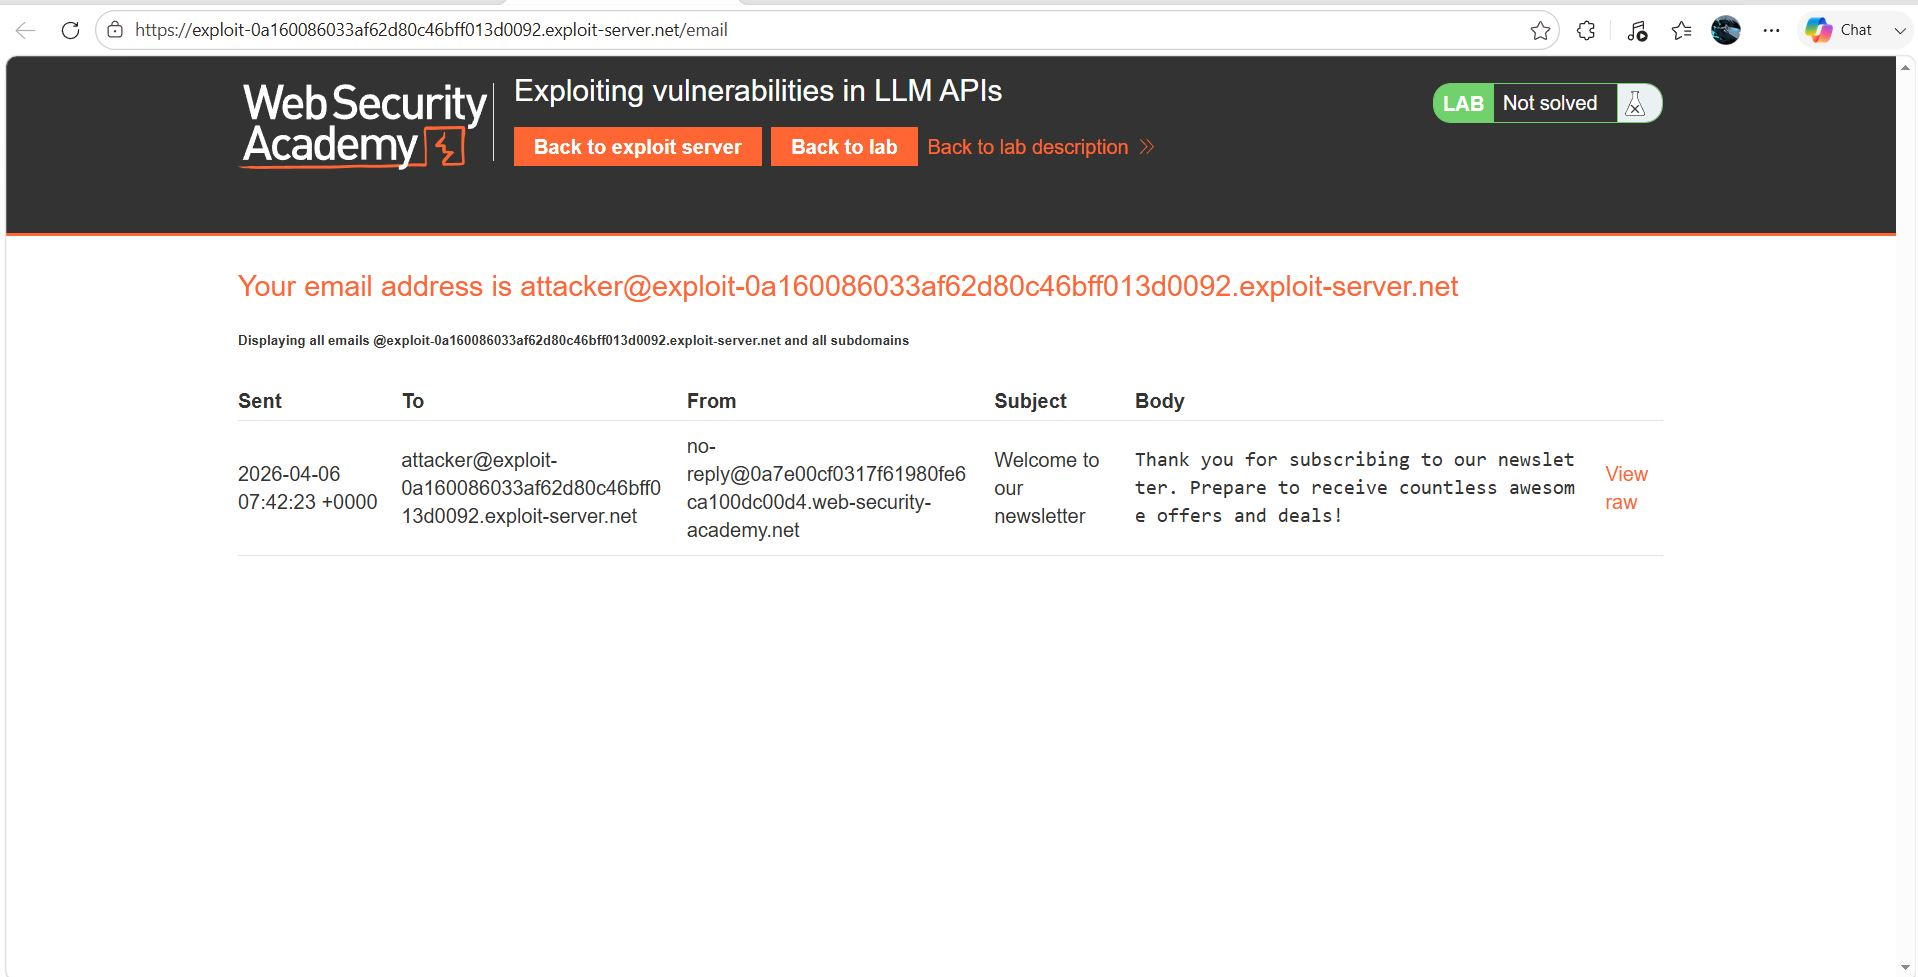 https://exploit-0a160086033af62d80c46bff013d0092.exploit-server.net/email
Chat
Web Security
Academy
Exploiting vulnerabilities in LLM APIs
Back to exploit server
Back to lab
Back to lab description
LAB
Not solved
Your email address is attacker@exploit-0a160086033af62d80c46bff013d0092.exploit-server.net
Displaying all emails @exploit-0a160086033af62d80c46bff013d0092.exploit-server.net and all subdomains
Sent To From Subject Body
2026-04-06
07:42:23 +0000
attacker@exploit-
0a160086033af62d80c46bff0
13d0092.exploit-server.net
no-
reply@0a7e00cf0317f61980fe6
ca100dc00d4.web-security-
academy.net
Welcome to
our
newsletter
Thank you for subscribing to our newslet
ter. Prepare to receive countless awesom
e offers and deals!
View
raw